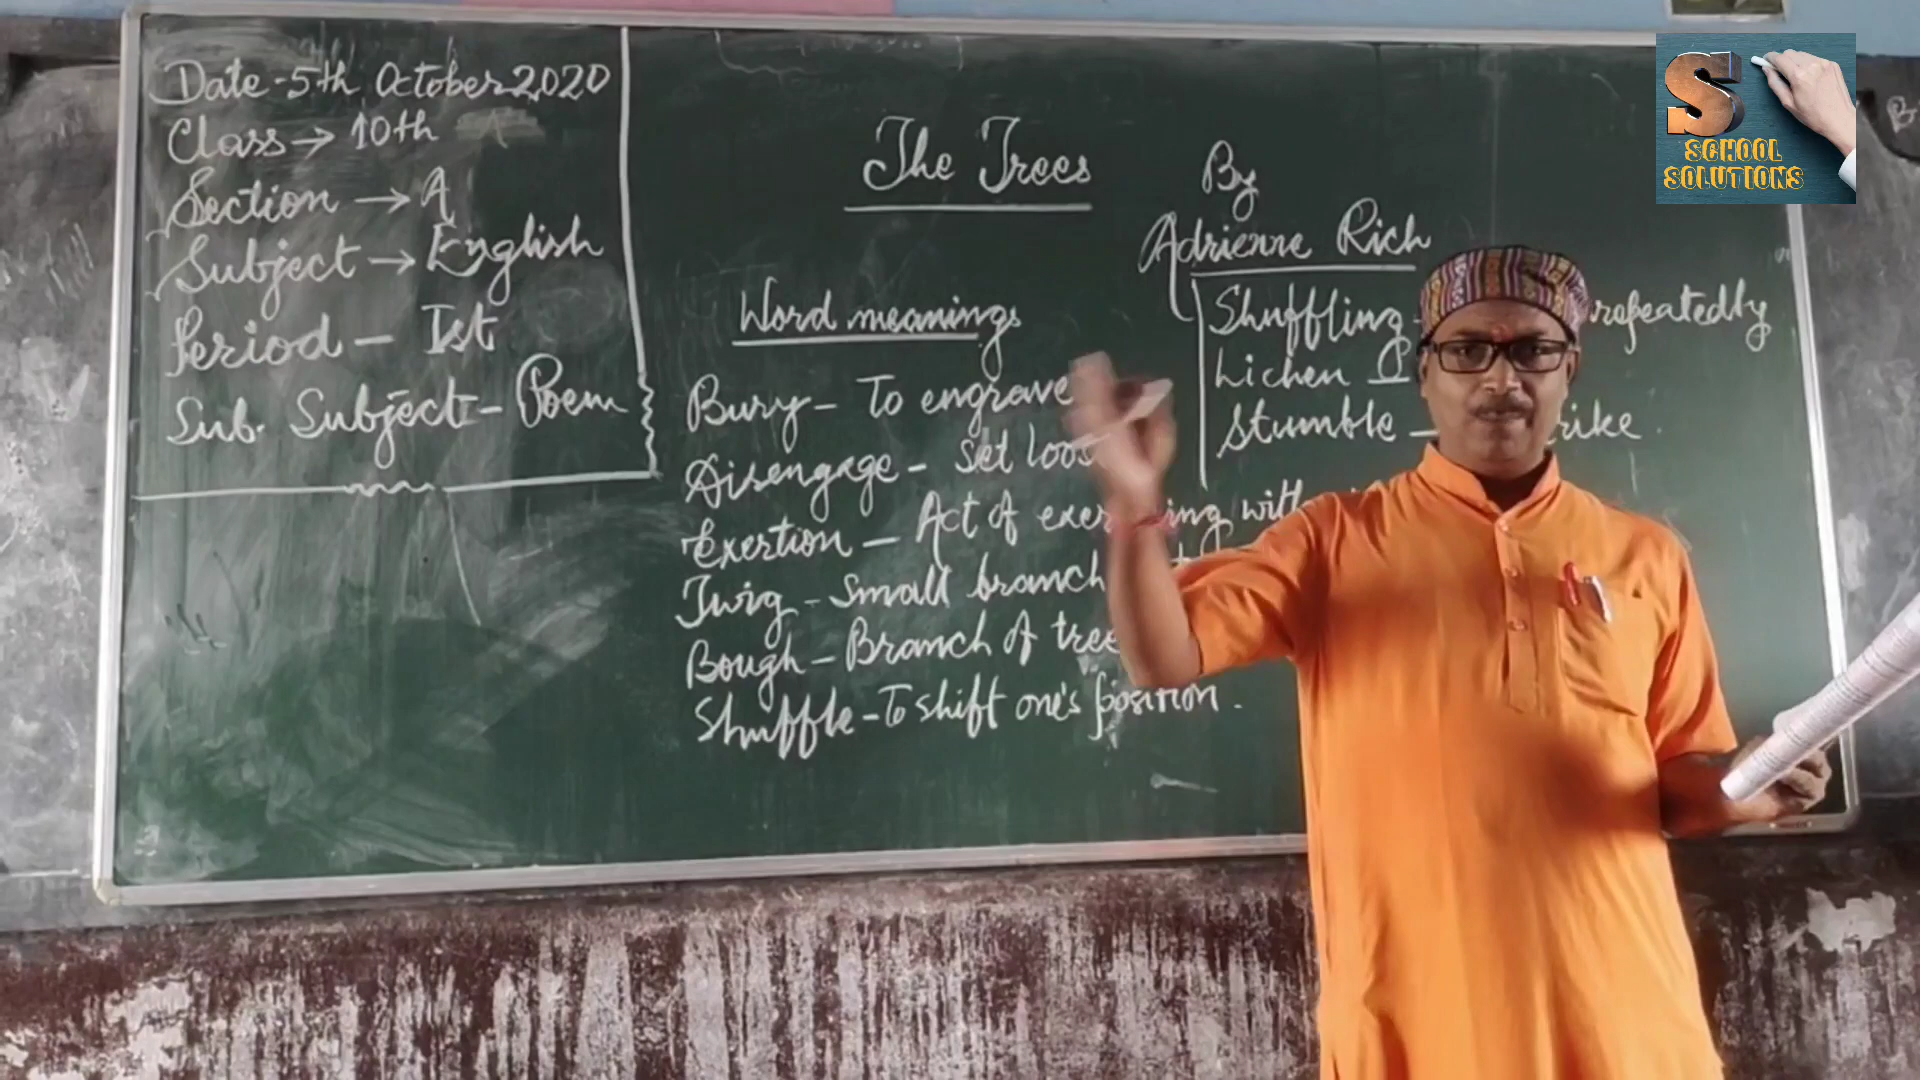 Date - 5th October 2020
Class → 10th
Section → A
Subject → English
Period - Ist
Sub. Subject - Poem
The Trees
By
Adrienne Rich
Word meanings
Bury - To engrave
Disengage - Set
Exertion - Act of
Twig - Small branch
Bough - Branch of tree
Shuffle - To shift one's position.
Shuffling - repeatedly
Lichen
Stumble -
SCHOOL
SOLUTIONS